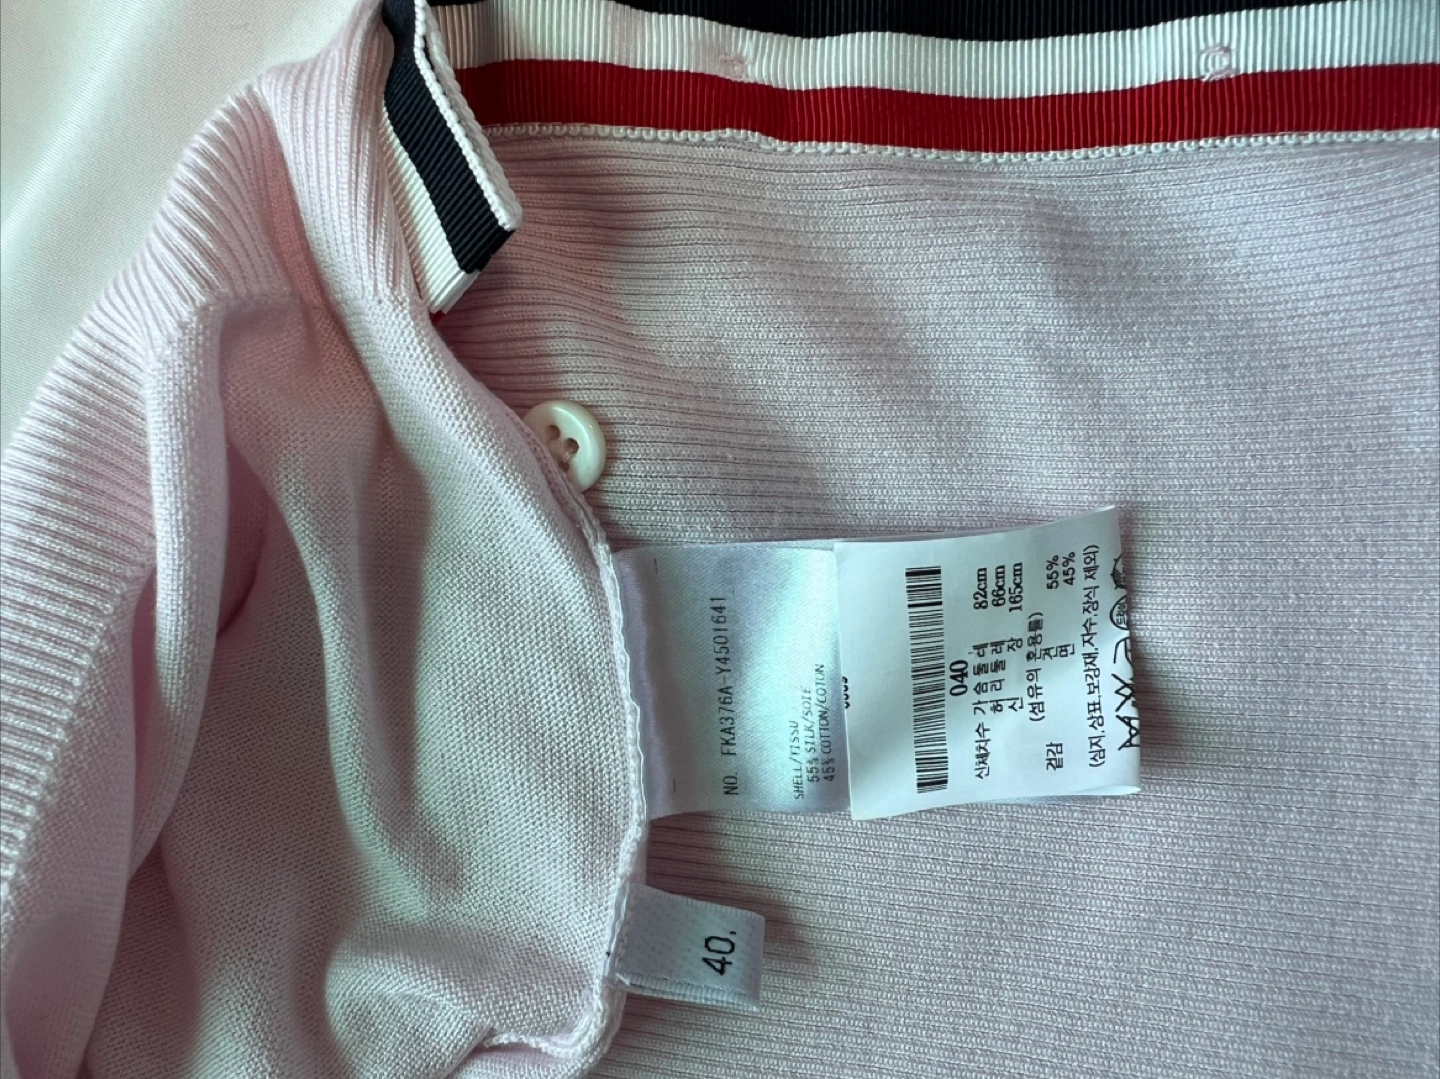 NO. FKA376A-Y4501641
SHELL/TISSU
55% SILK/SOIE
45% COTTON/COTON
040
신체치수 가슴둘레 82cm
허리둘레 66cm
신 장 165cm
(섬유의 혼용률)
겉감 견 55%
면 45%
(심지,상표,보강재,자수,장식 제외)
40.